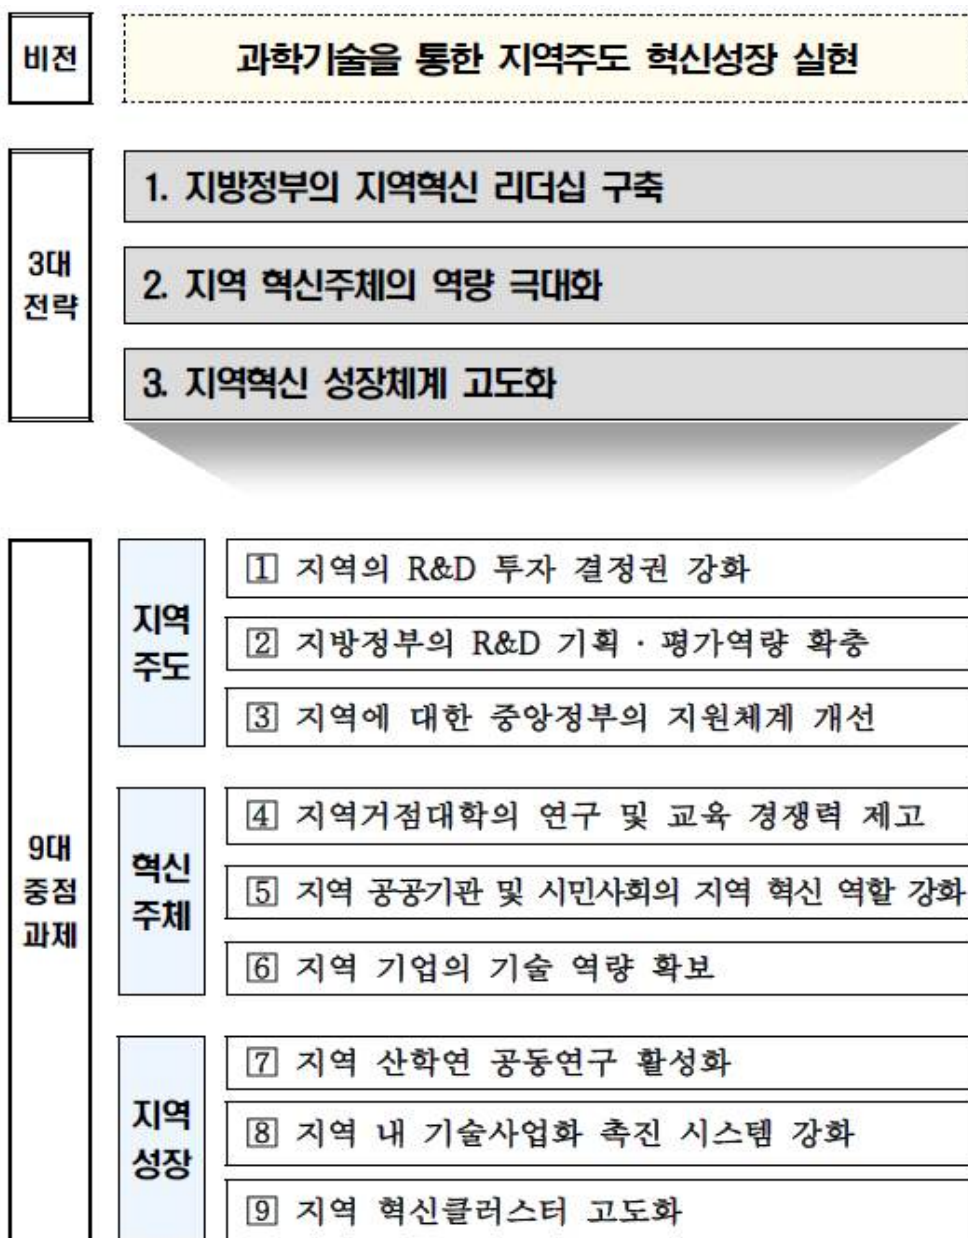 비전
과학기술을 통한 지역주도 혁신성장 실현
3대
전략
1. 지방정부의 지역혁신 리더십 구축
2. 지역 혁신주체의 역량 극대화
3. 지역혁신 성장체계 고도화
9대
중점
과제
지역
주도
1 지역의 R&D 투자 결정권 강화
2 지방정부의 R&D 기획 · 평가역량 확충
3 지역에 대한 중앙정부의 지원체계 개선
혁신
주체
4 지역거점대학의 연구 및 교육 경쟁력 제고
5 지역 공공기관 및 시민사회의 지역 혁신 역할 강화
6 지역 기업의 기술 역량 확보
지역
성장
7 지역 산학연 공동연구 활성화
8 지역 내 기술사업화 촉진 시스템 강화
9 지역 혁신클러스터 고도화